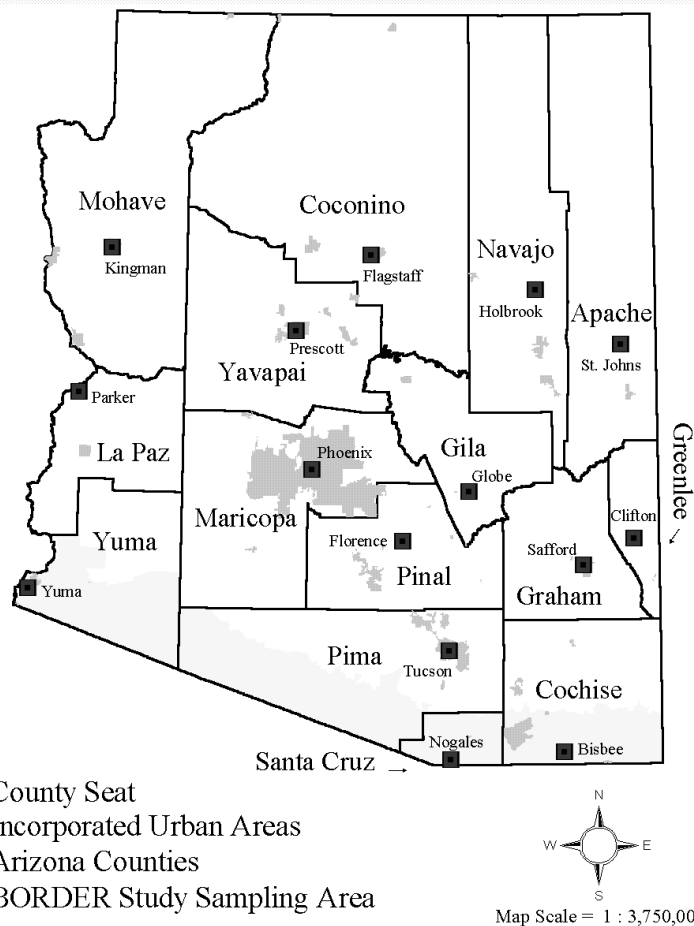 Mohave
Kingman
Coconino
Flagstaff
Navajo
Holbrook
Apache
St. Johns
Prescott
Yavapai
Parker
La Paz
Phoenix
Maricopa
Gila
Globe
Greenlee
Clifton
Yuma
Yuma
Florence
Pinal
Safford
Graham
Pima
Tucson
Cochise
Nogales
Bisbee
Santa Cruz
County Seat
Incorporated Urban Areas
Arizona Counties
BORDER Study Sampling Area
N
W E
S
Map Scale = 1 : 3,750,00